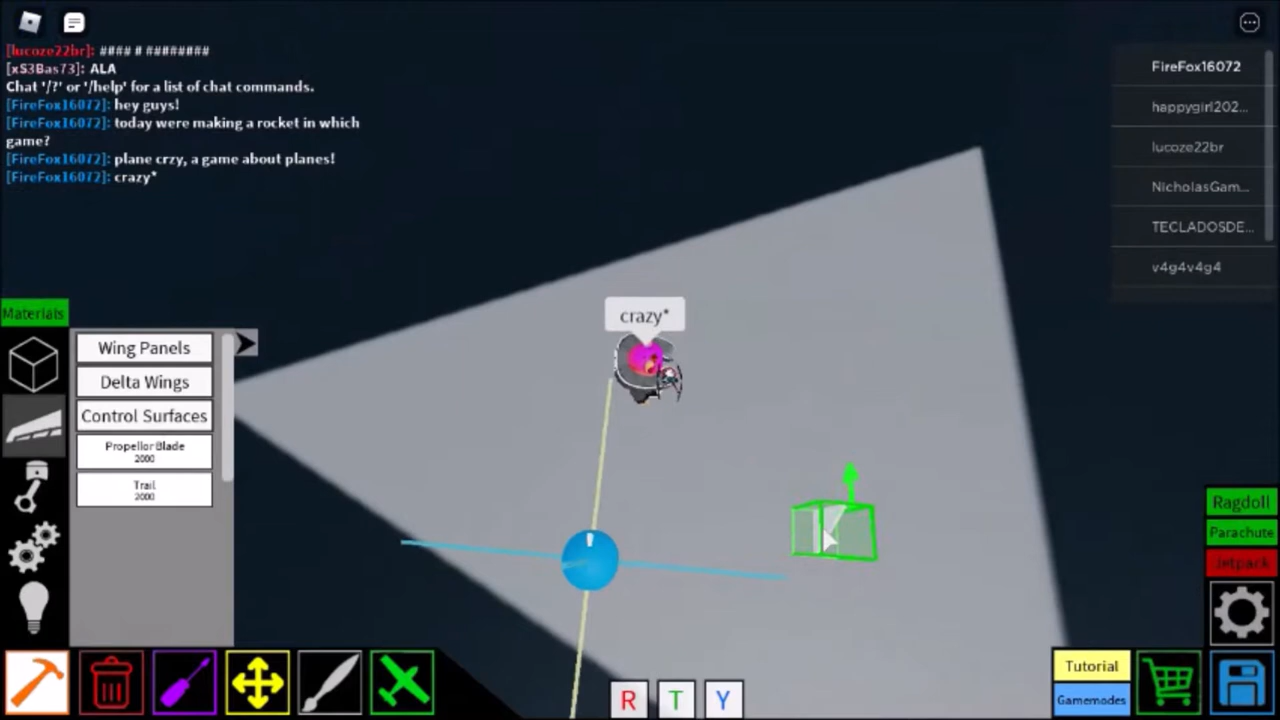 [lucoze22br]: #### # ########
[xS3Bas73]: ALA
Chat '/?' or '/help' for a list of chat commands.
[FireFox16072]: hey guys!
[FireFox16072]: today were making a rocket in which
game?
[FireFox16072]: plane crzy, a game about planes!
[FireFox16072]: crazy*
FireFox16072
happygirl202...
lucoze22br
NicholasGam...
TECLADOSDE...
v4g4v4g4
crazy*
Materials
Wing Panels
Delta Wings
Control Surfaces
Propellor Blade
2000
Trail
2000
Ragdoll
Parachute
Jetpack
Tutorial
Gamemodes
R T Y